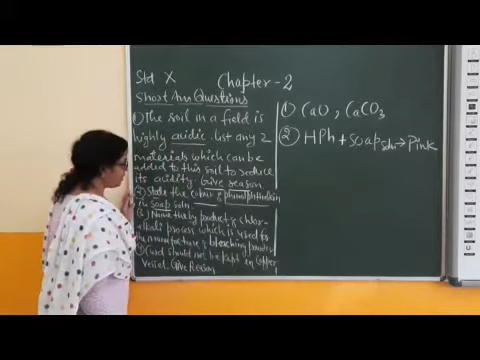 Std X Chapter-2
Short Ans Questions
① The soil in a field is
highly acidic. List any 2
materials which can be
added to this soil to reduce
its acidity. Give reason.
② State the colour of phenolphthalein
in soap soln.
③ Name the by product of chlor-
alkali process which is used for
the manufacture of bleaching powder
④ Curd should not be kept in copper
vessel. Give Reason
① CaO, CaCO3
② HPh + soap soln → Pink